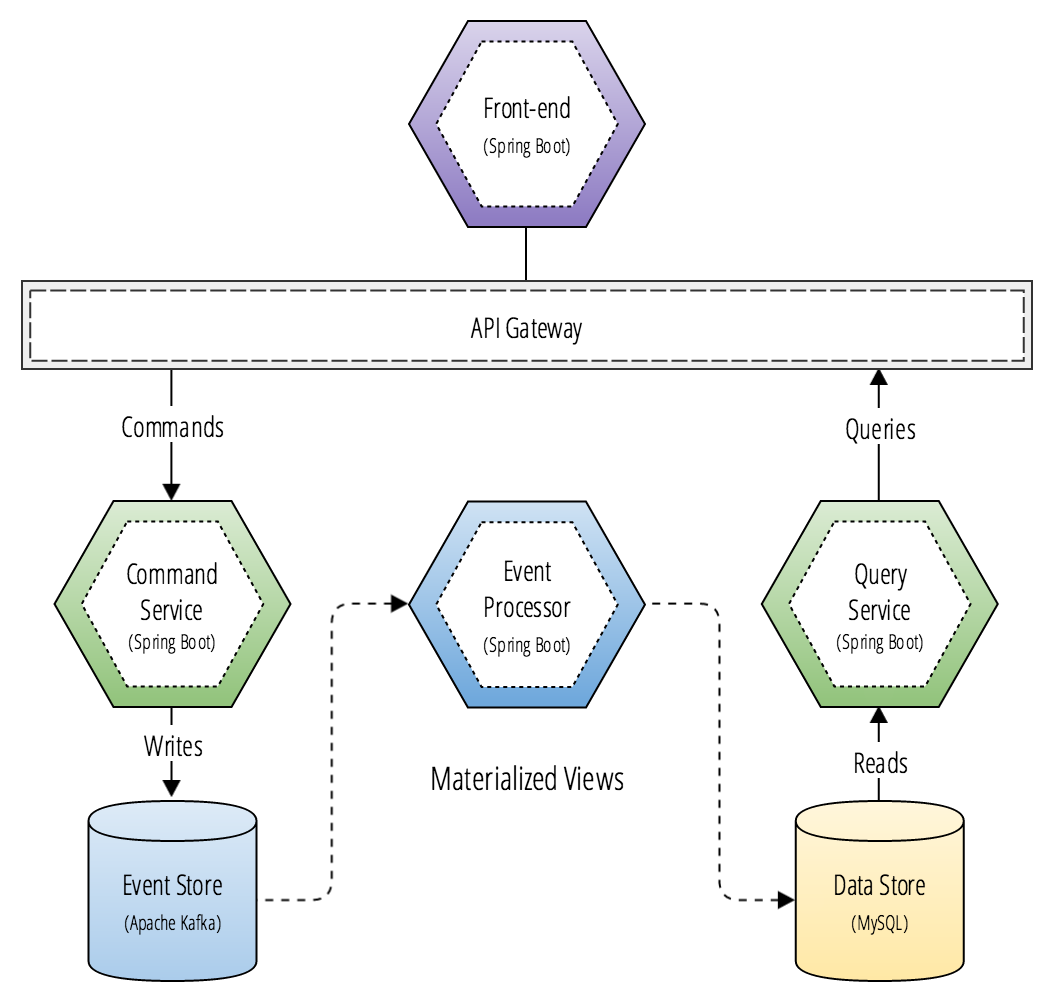 Front-end
(Spring Boot)
API Gateway
Commands
Queries
Command
Service
(Spring Boot)
Event
Processor
(Spring Boot)
Query
Service
(Spring Boot)
Writes
Reads
Materialized Views
Event Store
(Apache Kafka)
Data Store
(MySQL)